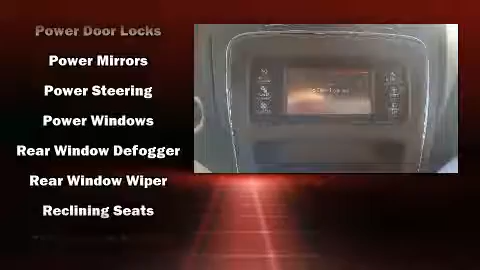 Power Door Locks
Power Mirrors
Power Steering
Power Windows
Rear Window Defogger
Rear Window Wiper
Reclining Seats